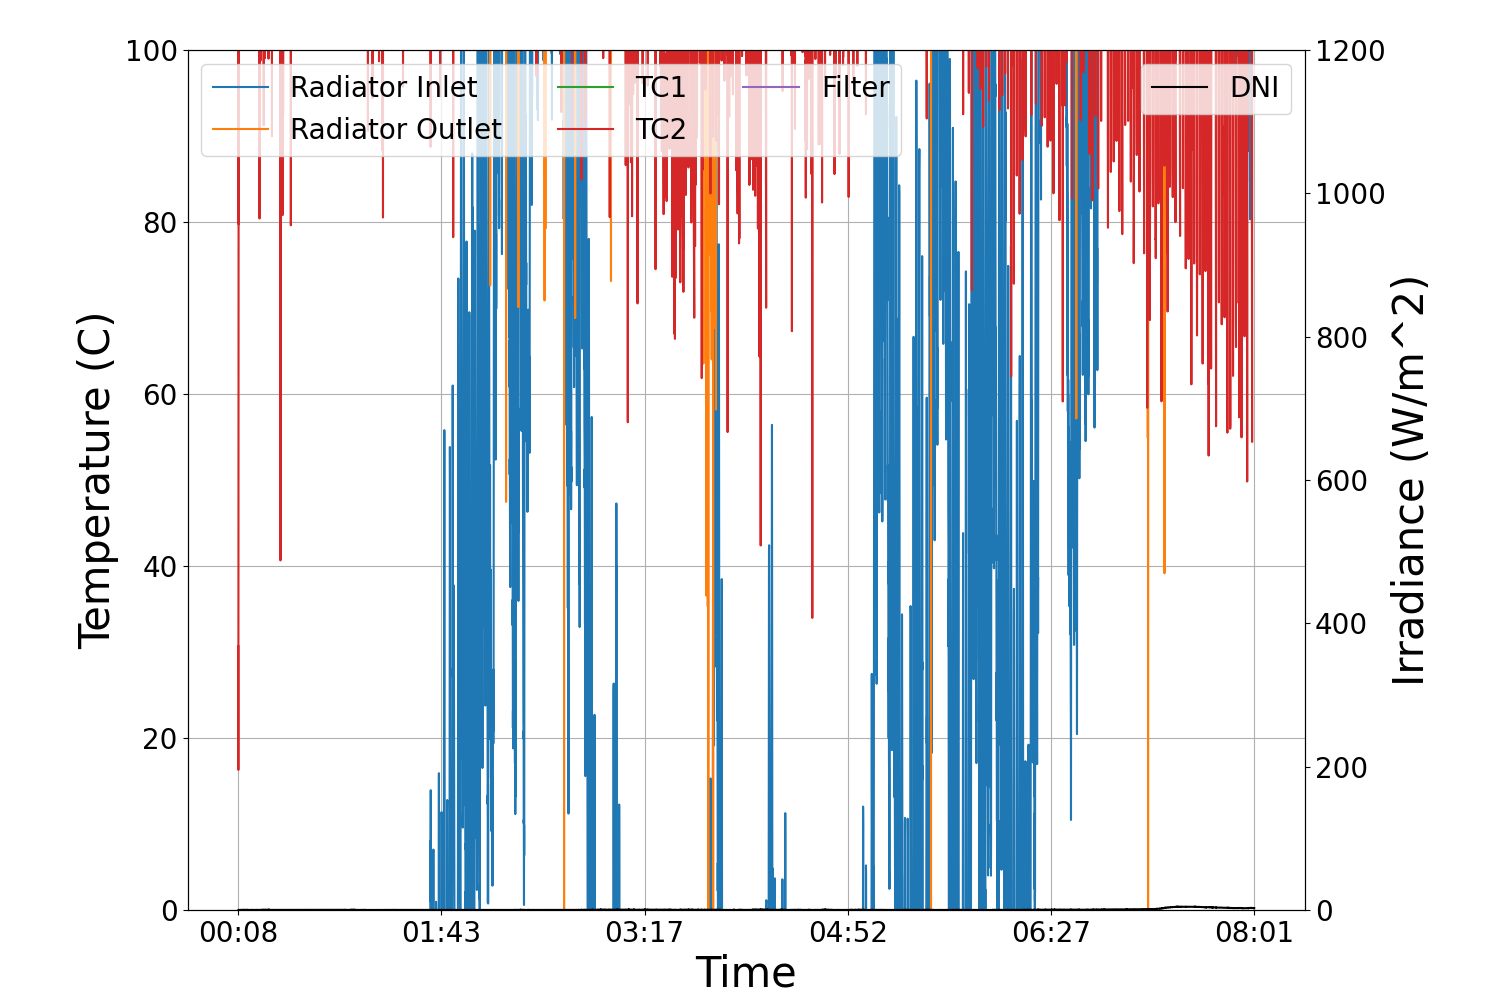 100
80
60
40
20
0
Temperature (C)
Radiator Inlet
Radiator Outlet
TC1
TC2
Filter
DNI
1200
1000
800
600
400
200
0
Irradiance (W/m^2)
00:08
01:43
03:17
04:52
06:27
08:01
Time